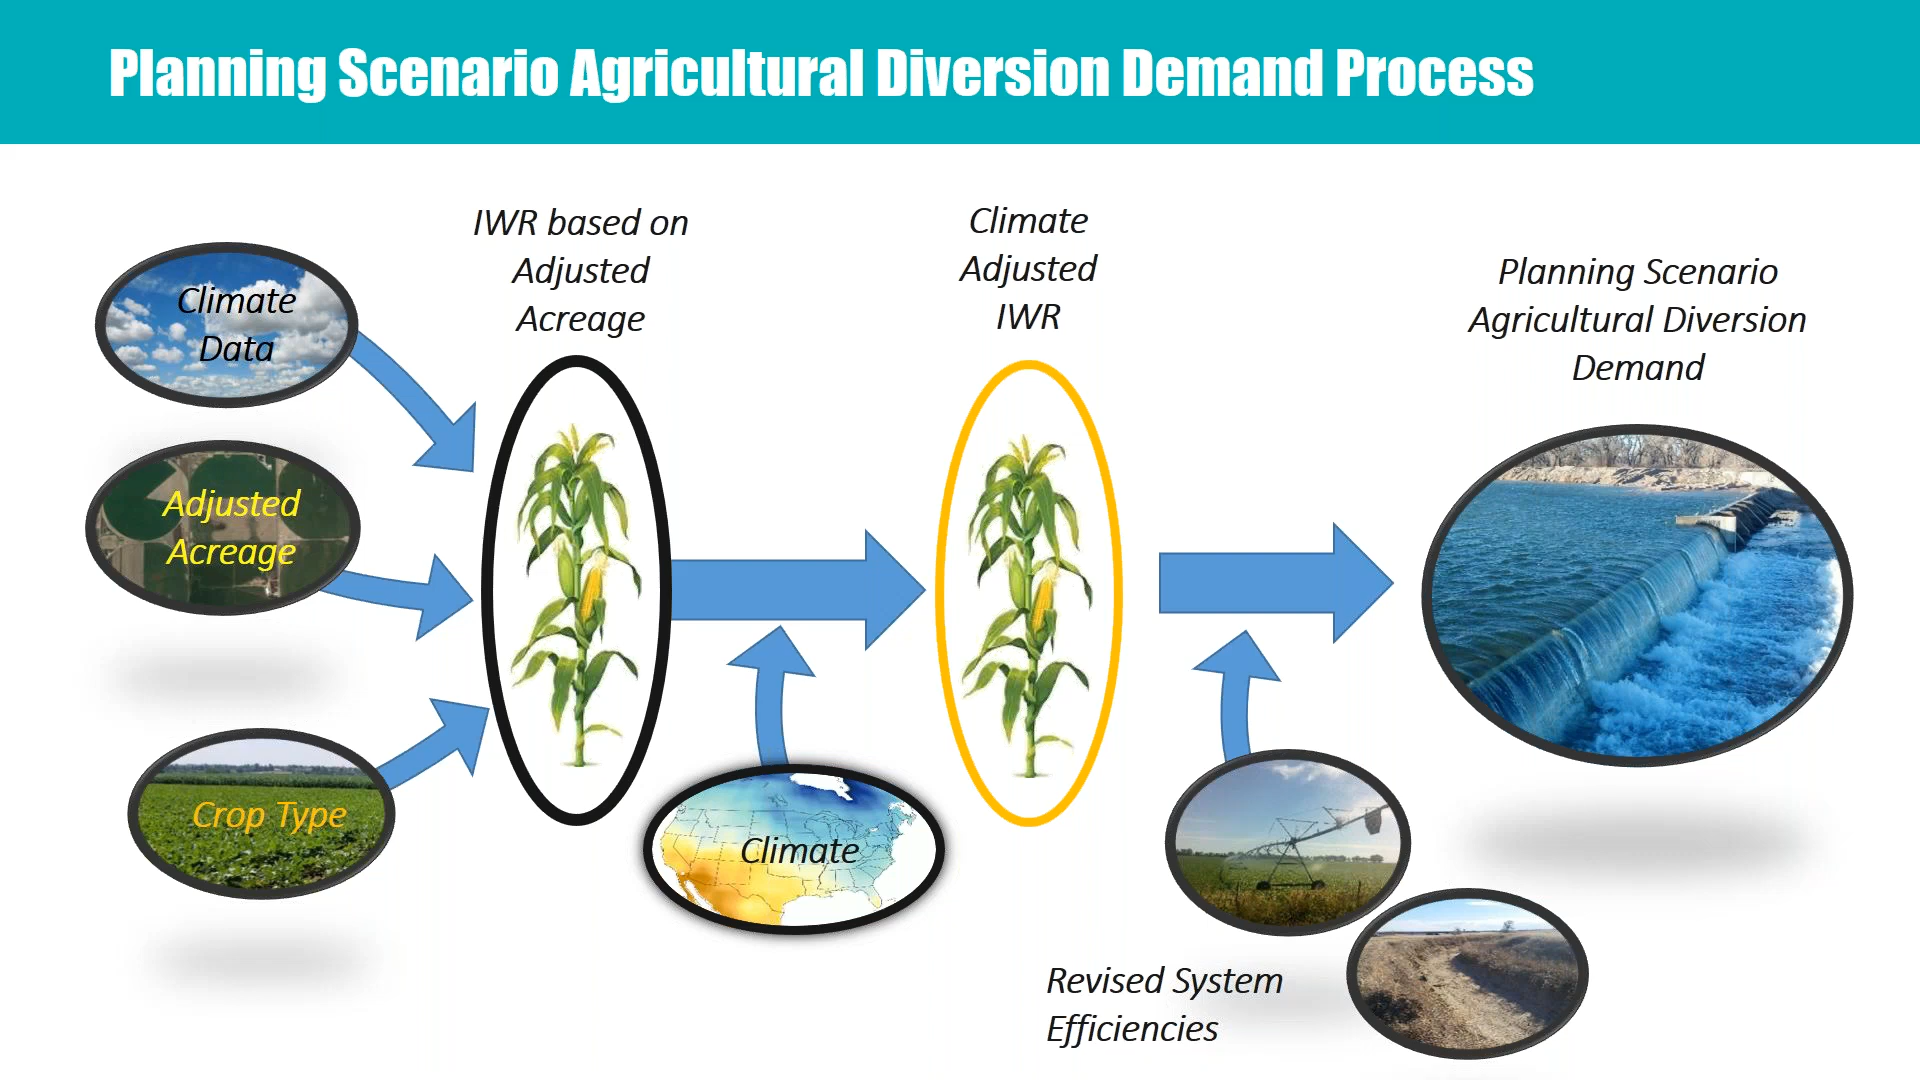 Planning Scenario Agricultural Diversion Demand Process
Climate
Data
Adjusted
Acreage
Crop Type
IWR based on
Adjusted
Acreage
Climate
Climate
Adjusted
IWR
Revised System
Efficiencies
Planning Scenario
Agricultural Diversion
Demand